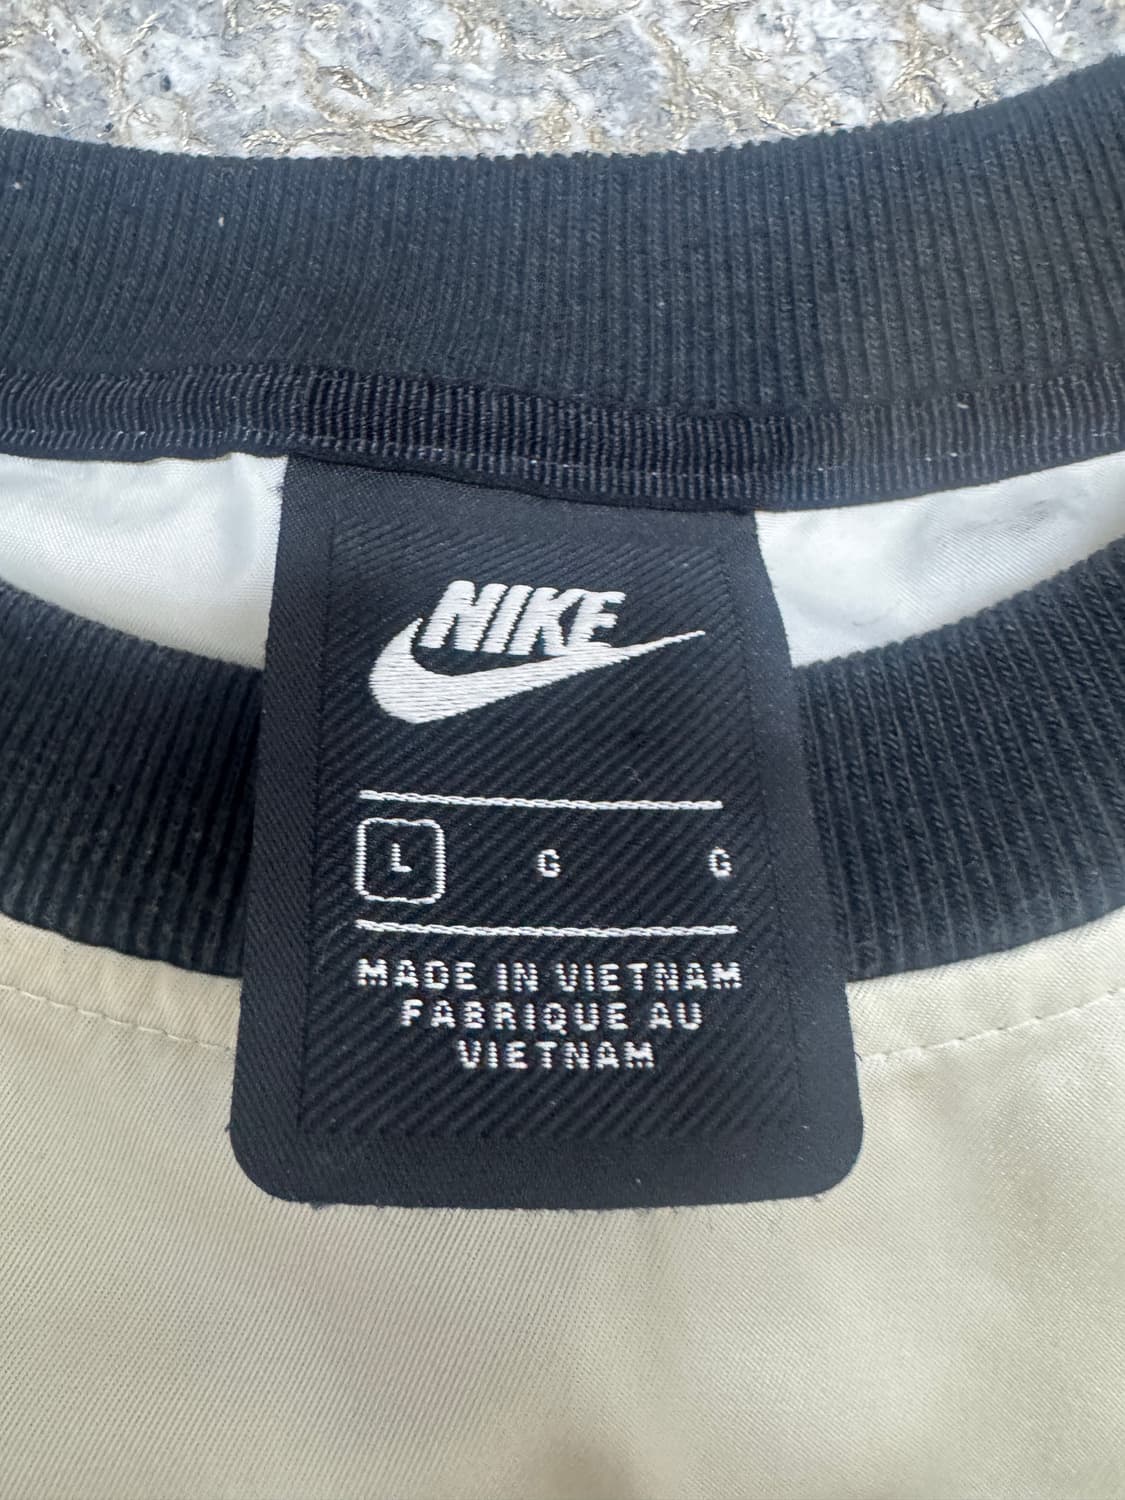 NIKE
L G G
MADE IN VIETNAM
FABRIQUE AU
VIETNAM